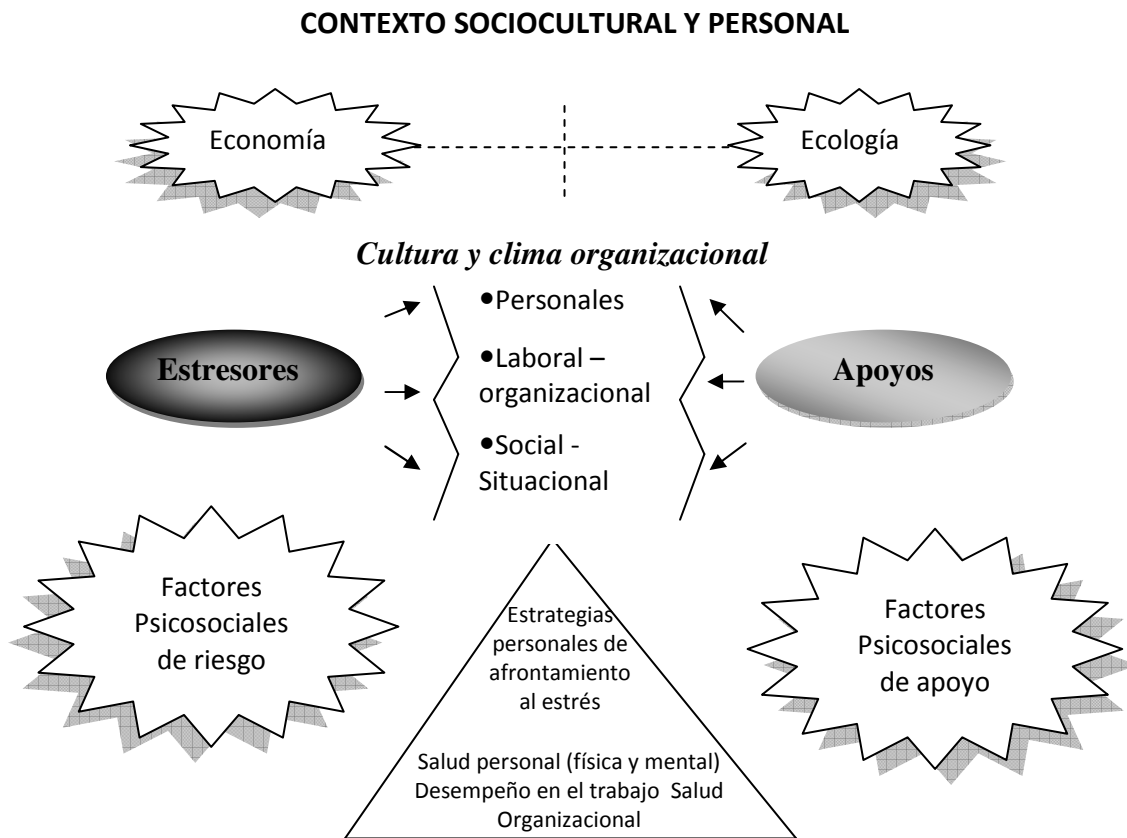 CONTEXTO SOCIOCULTURAL Y PERSONAL
Economía
Ecología
Cultura y clima organizacional
Estresores
•Personales
•Laboral –
organizacional
•Social -
Situacional
Apoyos
Factores
Psicosociales
de riesgo
Estrategias
personales de
afrontamiento
al estrés
Salud personal (física y mental)
Desempeño en el trabajo Salud
Organizacional
Factores
Psicosociales
de apoyo